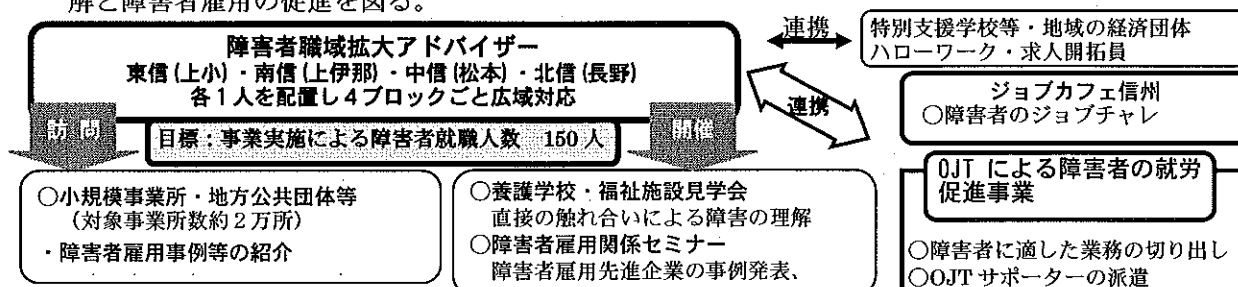 解と障害者雇用の促進を図る。
障害者職域拡大アドバイザー
東信(上小)・南信(上伊那)・中信(松本)・北信(長野)
各1人を配置し4ブロックごと広域対応
連携
特別支援学校等・地域の経済団体
ハローワーク・求人開拓員
連携
ジョブカフェ信州
○障害者のジョブチャレ
訪問
目標:事業実施による障害者就職人数 150人
開催
○小規模事業所・地方公共団体等
(対象事業所数約2万所)
・障害者雇用事例等の紹介
○養護学校・福祉施設見学会
直接の触れ合いによる障害の理解
○障害者雇用関係セミナー
障害者雇用先進企業の事例発表、
OJTによる障害者の就労
促進事業
○障害者に適した業務の切り出し
○OJTサポーターの派遣